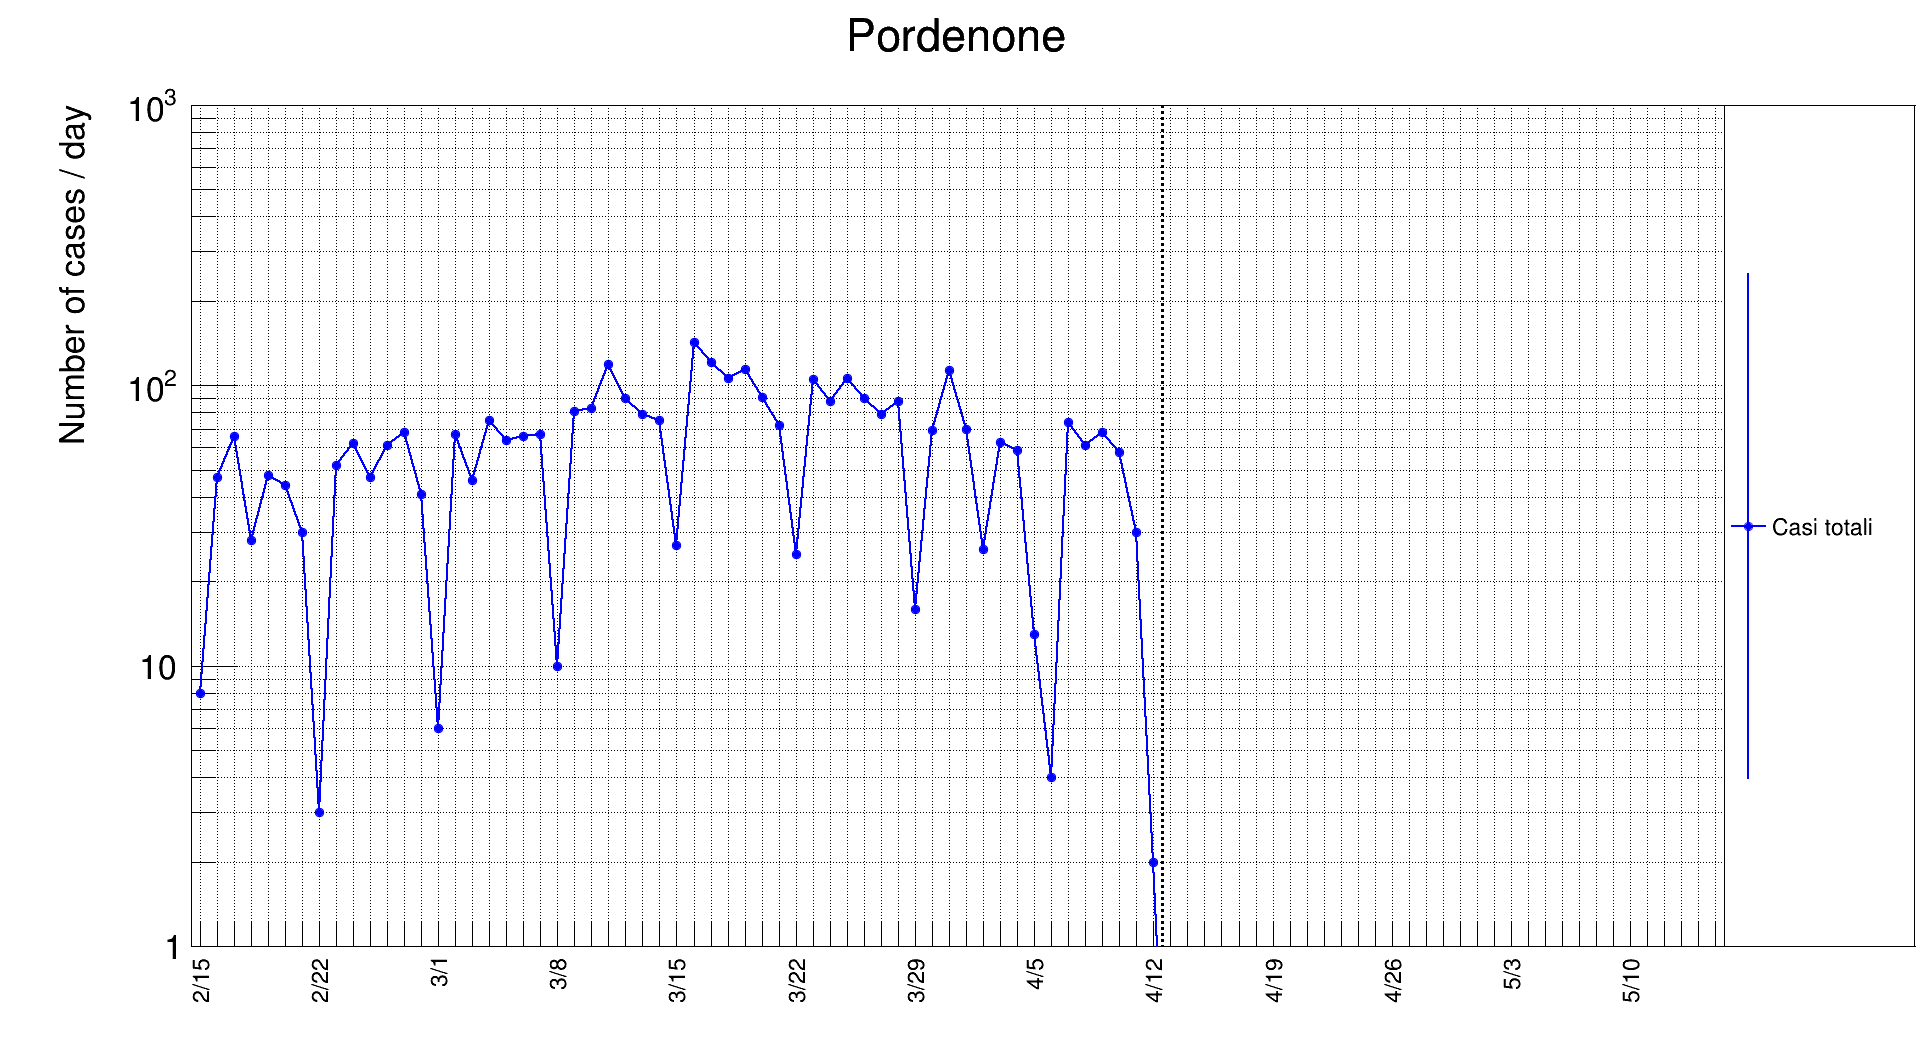 Pordenone
Number of cases / day
10³
10²
10
1
2/15 2/22 3/1 3/8 3/15 3/22 3/29 4/5 4/12 4/19 4/26 5/3 5/10
Casi totali